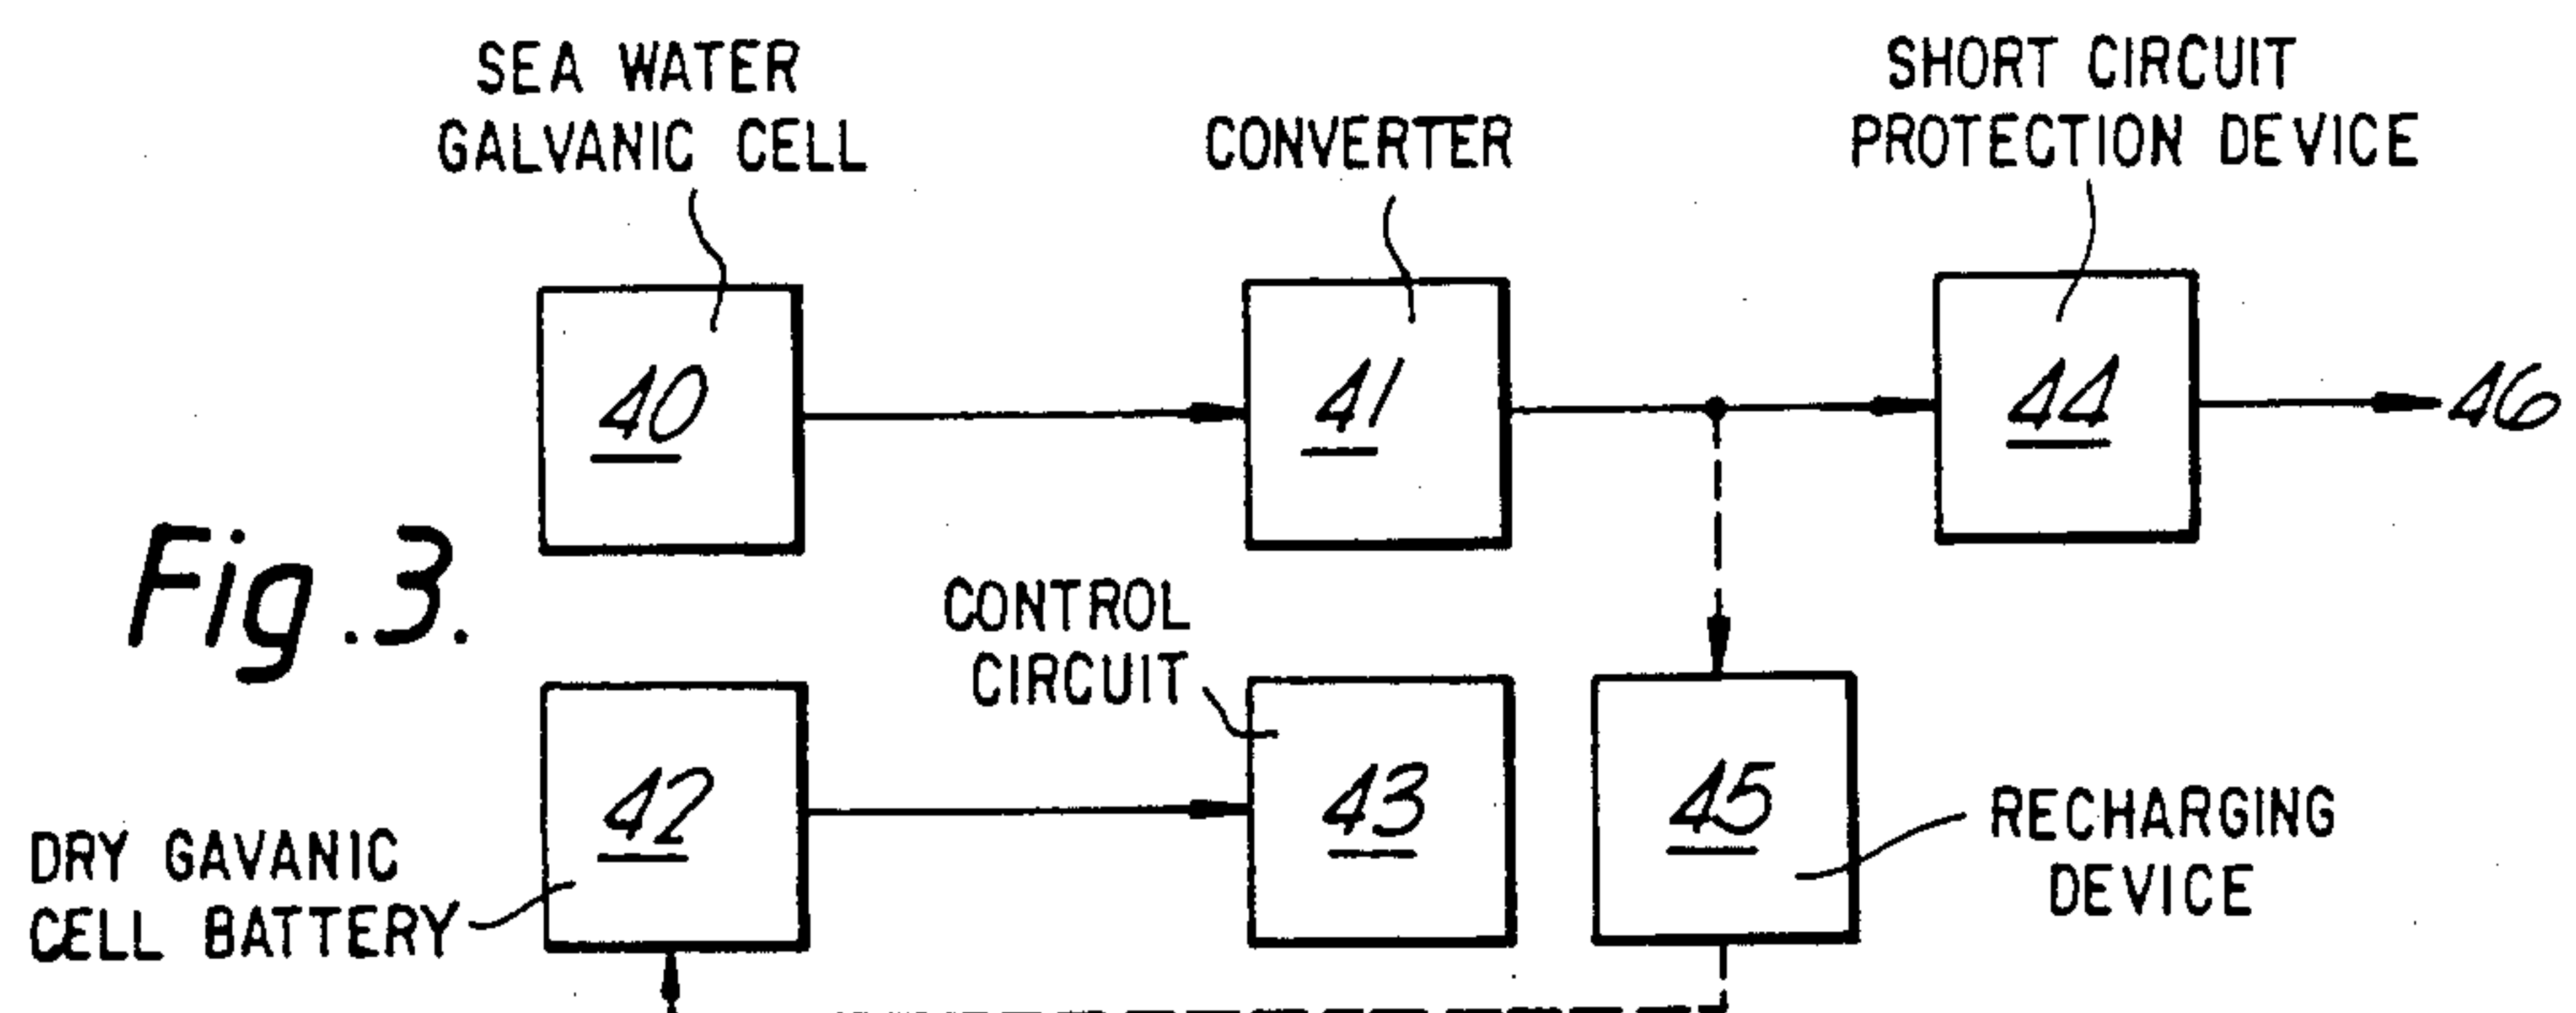 SEA WATER
GALVANIC CELL
CONVERTER
SHORT CIRCUIT
PROTECTION DEVICE
40
41
44
46
Fig.3.
CONTROL
CIRCUIT
42
43
45
DRY GAVANIC
CELL BATTERY
RECHARGING
DEVICE